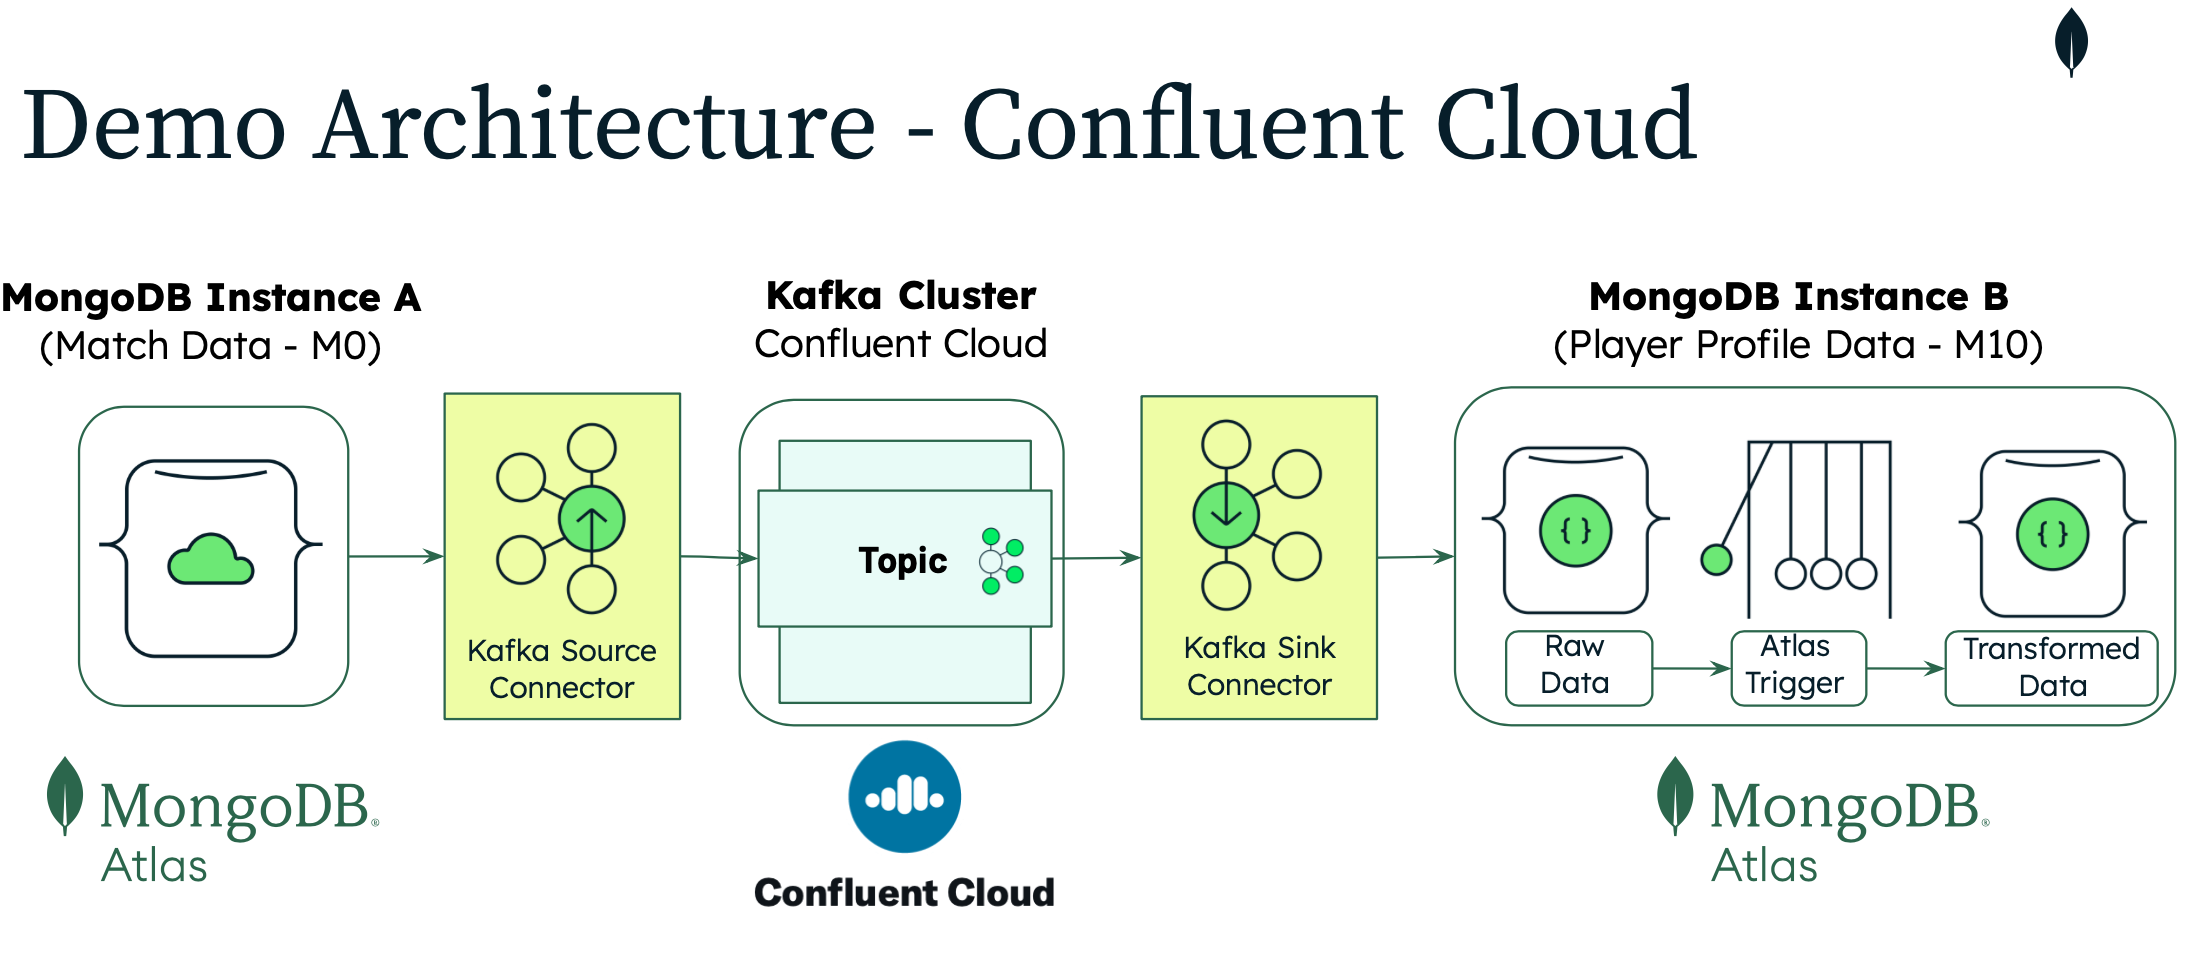 Demo Architecture - Confluent Cloud
MongoDB Instance A
(Match Data - M0)
Kafka Cluster
Confluent Cloud
MongoDB Instance B
(Player Profile Data - M10)
Kafka Source
Connector
Topic
Kafka Sink
Connector
{}
{}
Raw
Data
Atlas
Trigger
Transformed
Data
MongoDB®
Atlas
Confluent Cloud
MongoDB®
Atlas